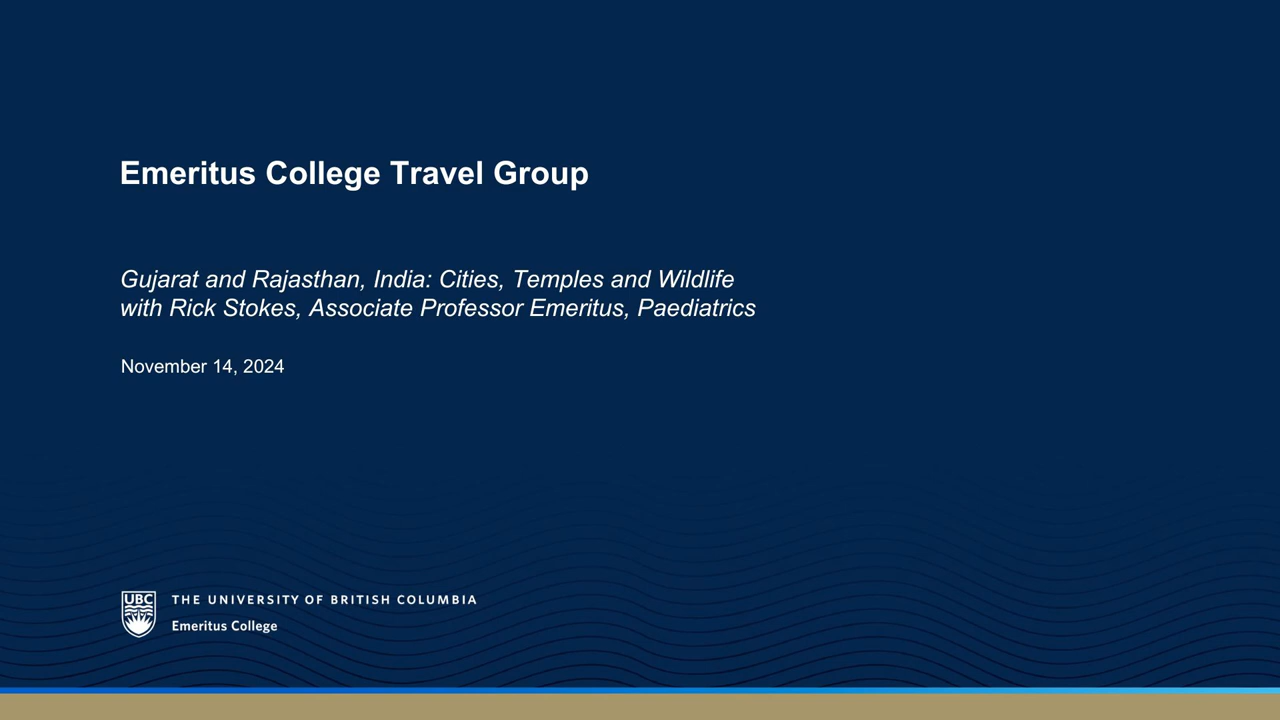 Emeritus College Travel Group
Gujarat and Rajasthan, India: Cities, Temples and Wildlife
with Rick Stokes, Associate Professor Emeritus, Paediatrics
November 14, 2024
UBC
THE UNIVERSITY OF BRITISH COLUMBIA
Emeritus College